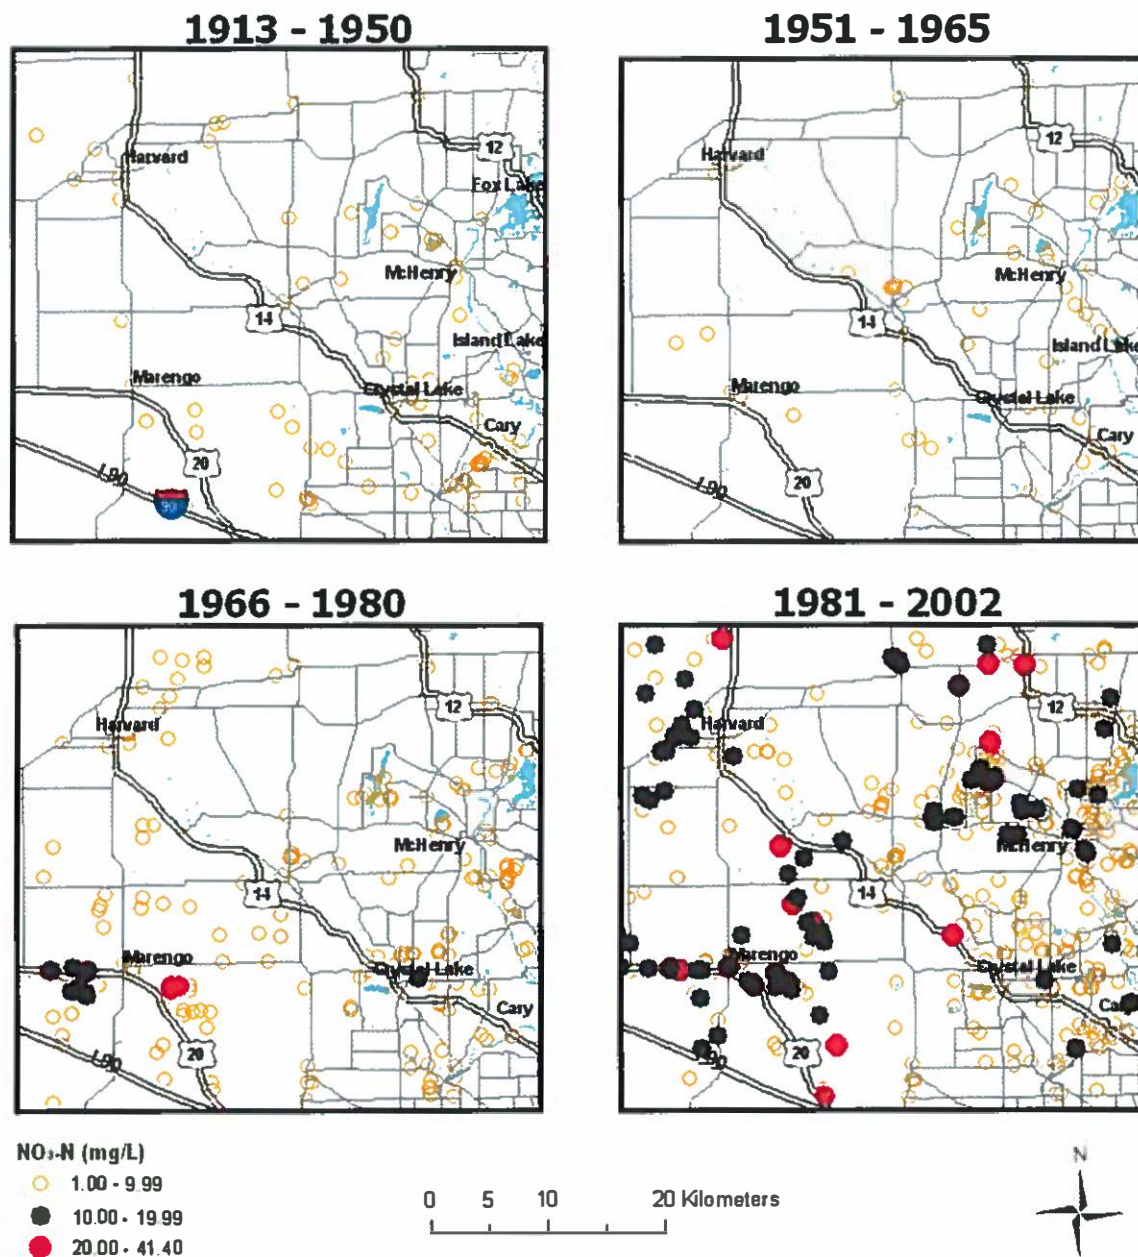 1913 - 1950
12
Harvard
Fox Lake
McHenry
14
Island Lake
Marengo
Crystal Lake
Cary
20
I-90
90
1951 - 1965
12
Harvard
McHenry
14
Island Lake
Marengo
Crystal Lake
Cary
20
I-90
1966 - 1980
12
Harvard
McHenry
14
Marengo
Crystal Lake
Cary
20
I-90
1981 - 2002
12
Harvard
McHenry
14
Marengo
Crystal Lake
Cary
20
I-90
NO₃-N (mg/L)
1.00 - 9.99
10.00 - 19.99
20.00 - 41.40
0 5 10 20 Kilometers
N